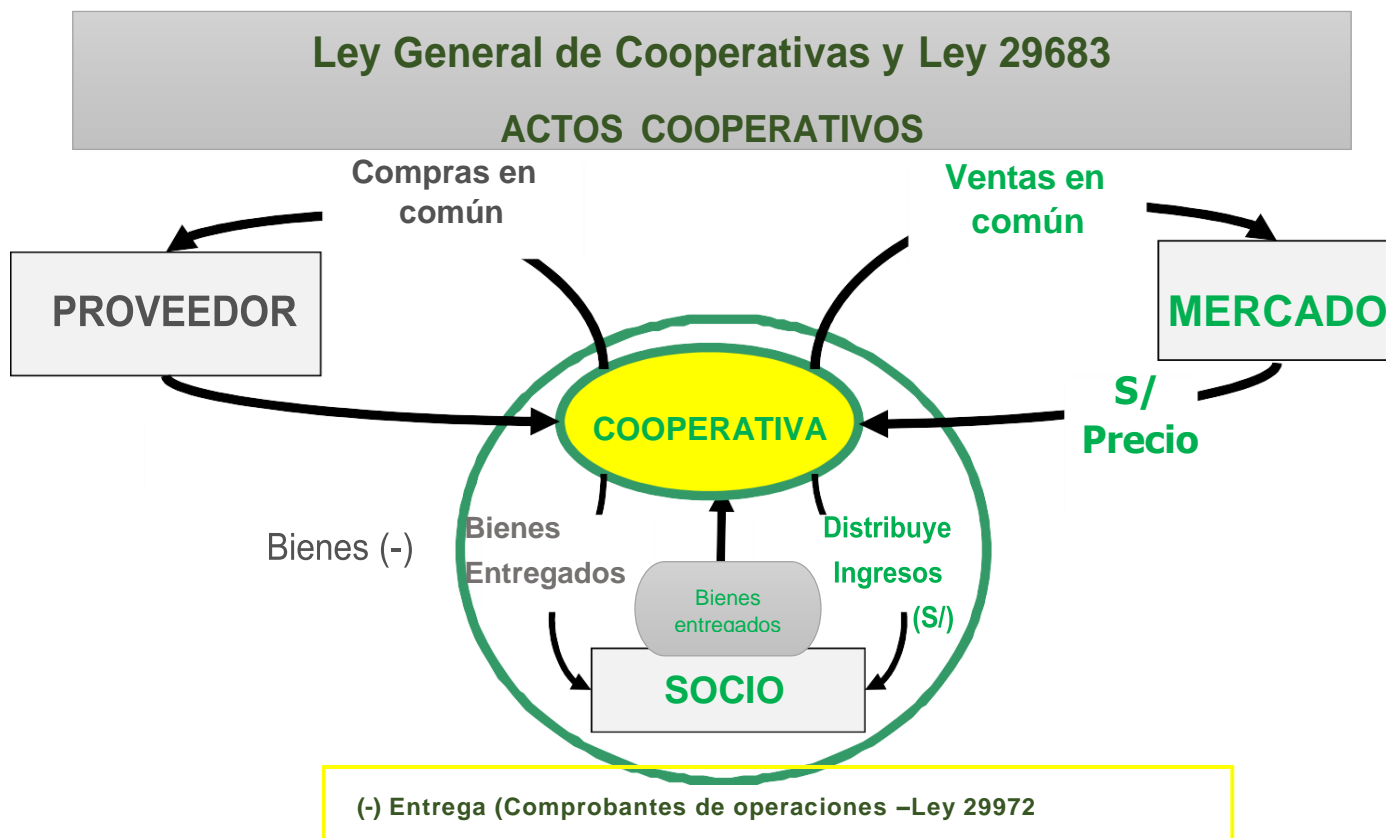 Ley General de Cooperativas y Ley 29683
ACTOS COOPERATIVOS
Compras en
común
Ventas en
común
PROVEEDOR
MERCADO
S/
Precio
COOPERATIVA
Bienes (-)
Bienes
Entregados
Distribuye
Ingresos
(S/)
Bienes
entregados
SOCIO
(-) Entrega (Comprobantes de operaciones –Ley 29972